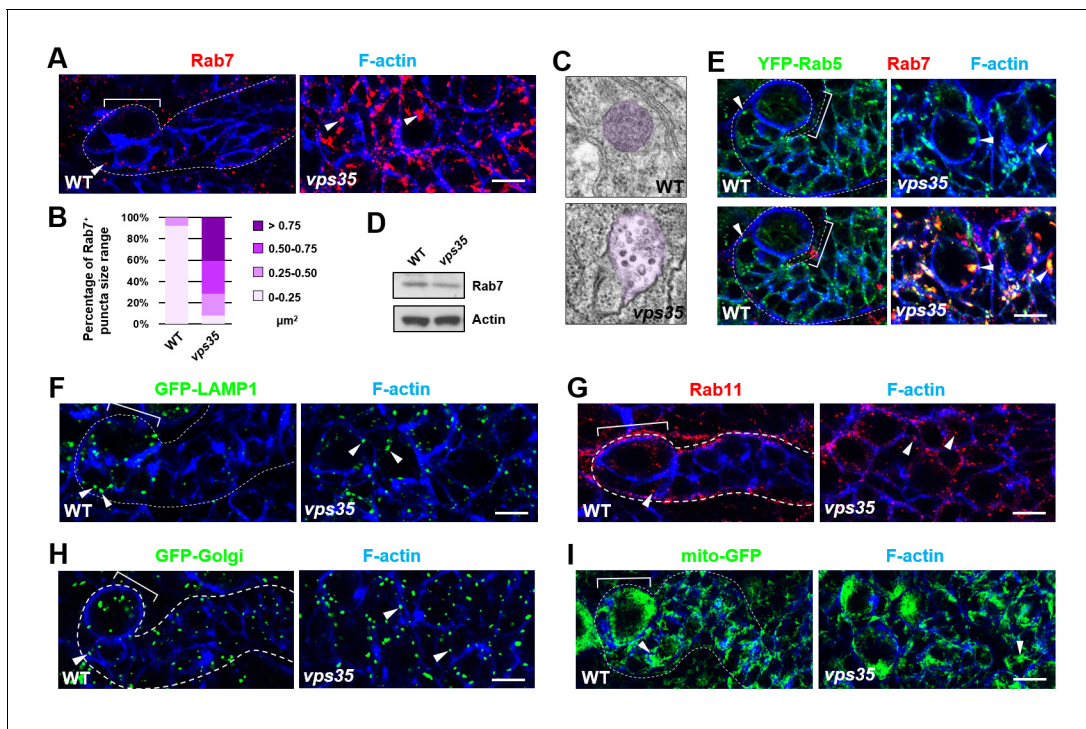 A
Rab7 F-actin
WT
vps35
B
Percentage of Rab7⁺
puncta size range
100%
80%
60%
40%
20%
0%
WT
vps35
> 0.75
0.50-0.75
0.25-0.50
0-0.25
µm²
C
WT
vps35
D
WT
vps35
Rab7
Actin
E
YFP-Rab5 Rab7 F-actin
WT
vps35
WT
vps35
F
GFP-LAMP1 F-actin
WT
vps35
G
Rab11 F-actin
WT
vps35
H
GFP-Golgi F-actin
WT
vps35
I
mito-GFP F-actin
WT
vps35